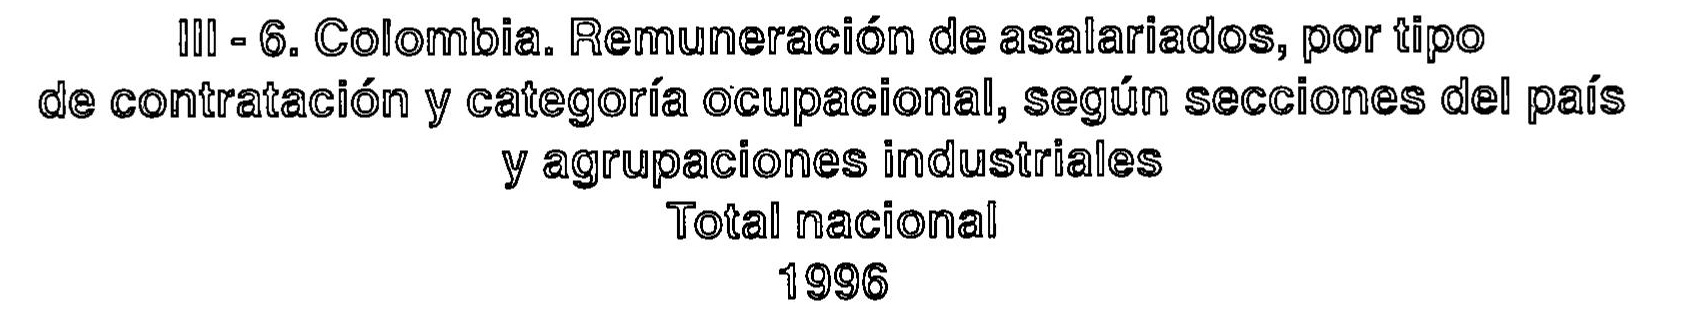 III - 6. Colombia. Remuneración de asalariados, por tipo
de contratación y categoría ocupacional, según secciones del país
y agrupaciones industriales
Total nacional
1996